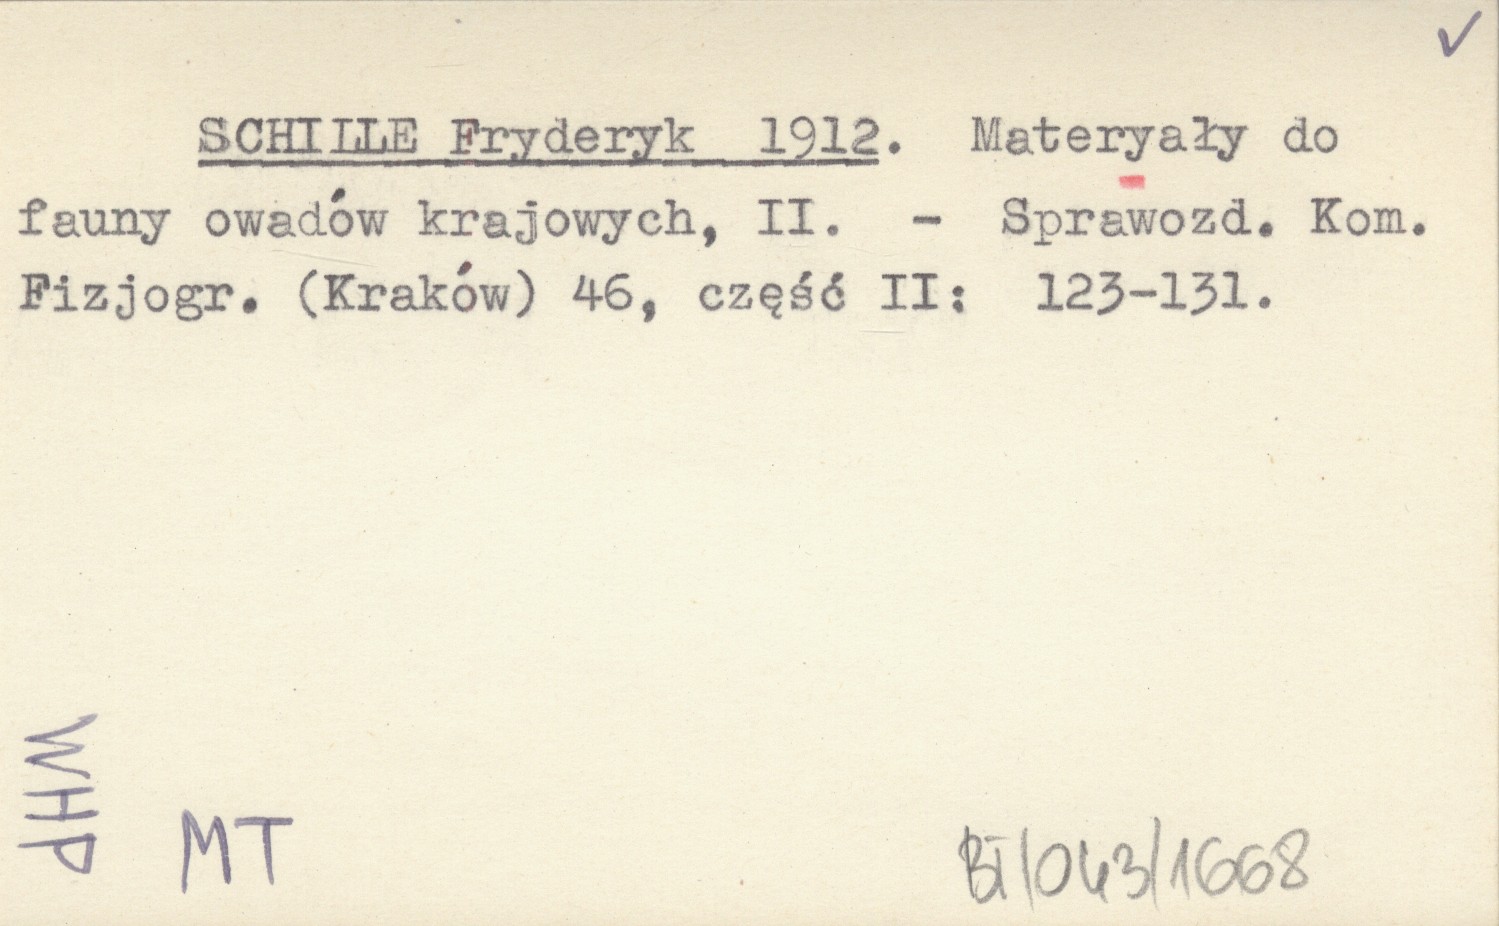 SCHILLE Fryderyk 1912. Materyały do
fauny owadów krajowych, II. - Sprawozd. Kom.
Fizjogr. (Kraków) 46, część II: 123-131.
WHP
MT
BI/043/1668